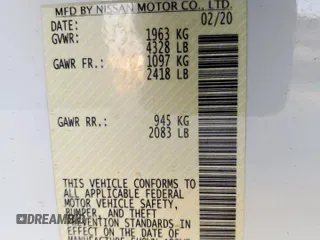 MFD BY NISSAN MOTOR CO., LTD.
DATE: 02/20
GVWR: 1963 KG
4328 LB
GAWR FR.: 1097 KG
2418 LB
GAWR RR.: 945 KG
2083 LB
THIS VEHICLE CONFORMS TO
ALL APPLICABLE FEDERAL
MOTOR VEHICLE SAFETY,
BUMPER, AND THEFT
PREVENTION STANDARDS IN
EFFECT ON THE DATE OF
DREAMBID